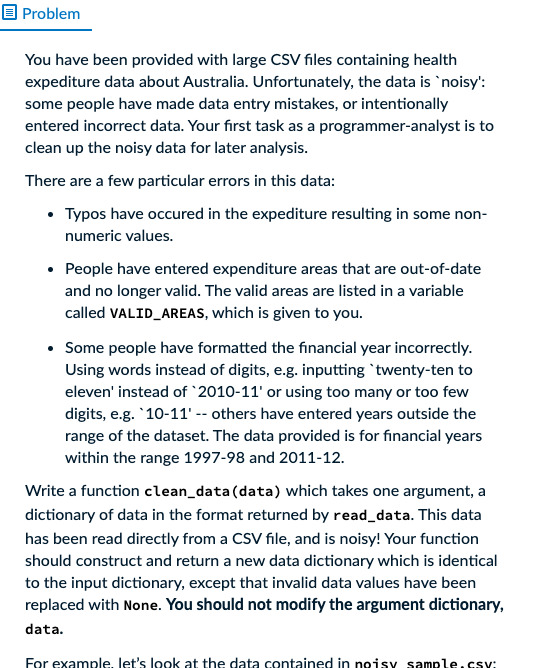 Problem
You have been provided with large CSV files containing health
expediture data about Australia. Unfortunately, the data is `noisy':
some people have made data entry mistakes, or intentionally
entered incorrect data. Your first task as a programmer-analyst is to
clean up the noisy data for later analysis.
There are a few particular errors in this data:
• Typos have occured in the expediture resulting in some non-
numeric values.
• People have entered expenditure areas that are out-of-date
and no longer valid. The valid areas are listed in a variable
called VALID_AREAS, which is given to you.
• Some people have formatted the financial year incorrectly.
Using words instead of digits, e.g. inputting `twenty-ten to
eleven' instead of `2010-11' or using too many or too few
digits, e.g. `10-11' -- others have entered years outside the
range of the dataset. The data provided is for financial years
within the range 1997-98 and 2011-12.
Write a function clean_data(data) which takes one argument, a
dictionary of data in the format returned by read_data. This data
has been read directly from a CSV file, and is noisy! Your function
should construct and return a new data dictionary which is identical
to the input dictionary, except that invalid data values have been
replaced with None. You should not modify the argument dictionary,
data.
For example, let's look at the data contained in noisy_sample.csv: